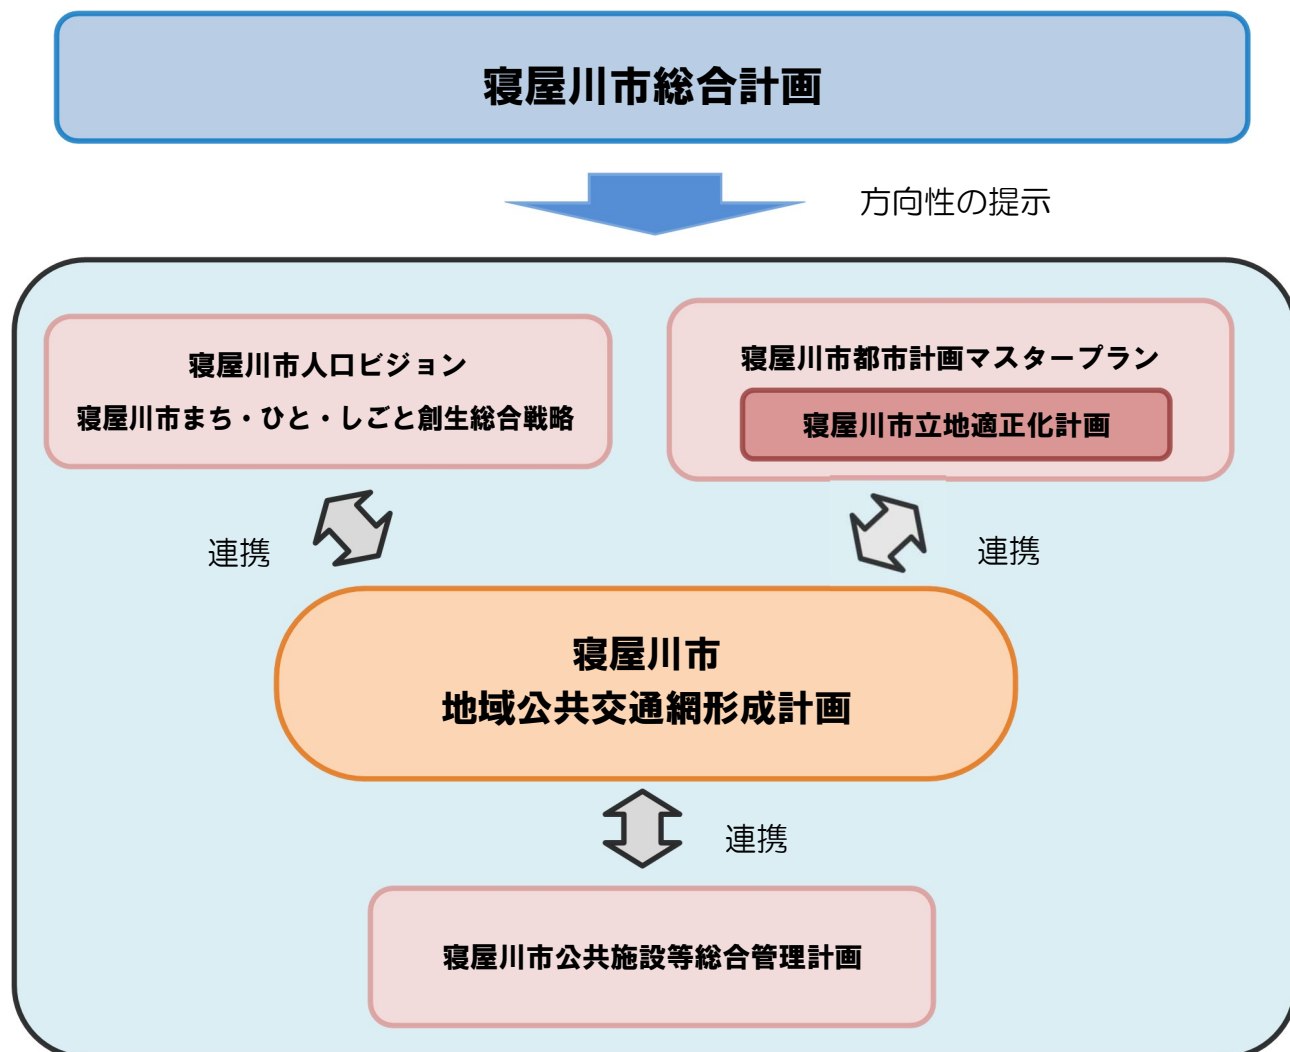 寝屋川市総合計画
方向性の提示
寝屋川市人口ビジョン
寝屋川市まち・ひと・しごと創生総合戦略
寝屋川市都市計画マスタープラン
寝屋川市立地適正化計画
連携
連携
寝屋川市
地域公共交通網形成計画
連携
寝屋川市公共施設等総合管理計画